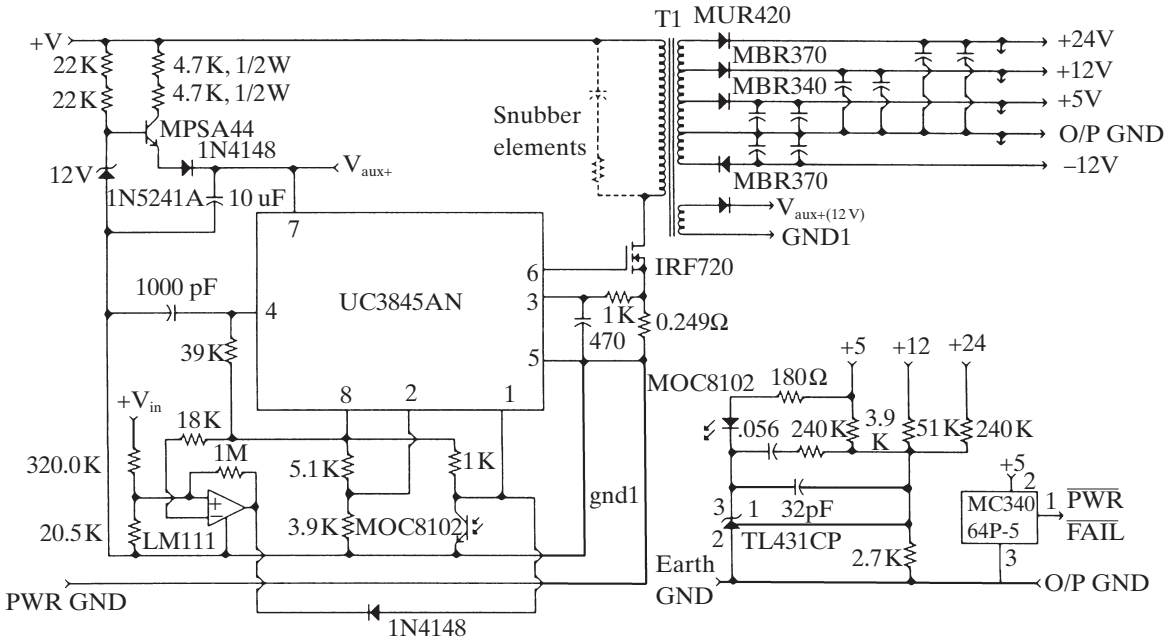 T1
MUR420
+V
+24V
22K
4.7K, 1/2W
MBR370
+12V
22K
4.7K, 1/2W
MBR340
+5V
Snubber
elements
MPSA44
O/P GND
1N4148
12V
Vaux+
−12V
MBR370
1N5241A
10 uF
Vaux+(12 V)
7
GND1
6
IRF720
1000 pF
UC3845AN
4
3
1K
0.249Ω
39K
470
5
+5
+12
+24
MOC8102
180Ω
8
2
1
+Vin
18K
.056
240K
3.9
K
51K
240K
1M
320.0K
5.1K
1K
+5
gnd1
2
MC340
64P-5
1
PWR
FAIL
+
−
3
1
32pF
20.5K
LM111
3.9K
MOC8102
2
TL431CP
3
2.7K
Earth
GND
PWR GND
O/P GND
1N4148